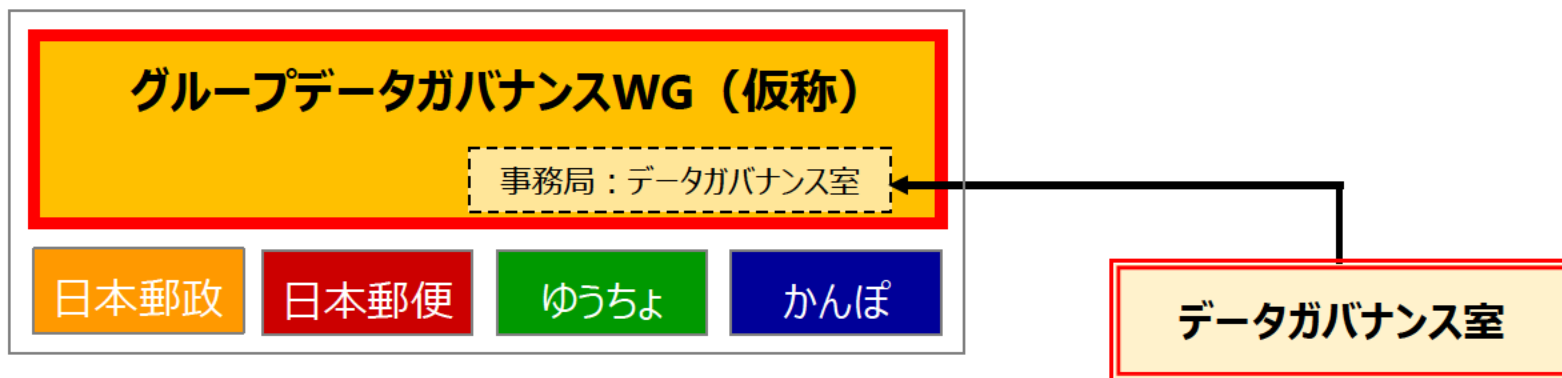 グループデータガバナンスWG（仮称）
事務局：データガバナンス室
日本郵政
日本郵便
ゆうちょ
かんぽ
データガバナンス室